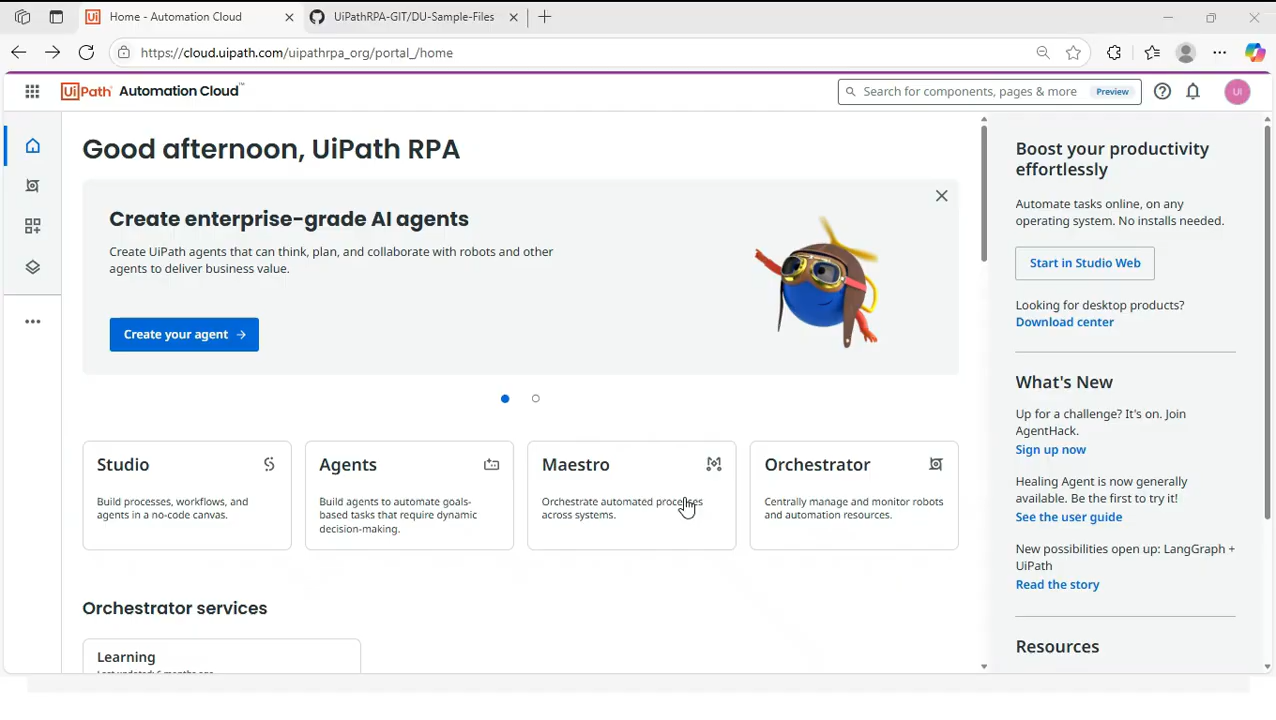 Home - Automation Cloud
UiPathRPA-GIT/DU-Sample-Files
https://cloud.uipath.com/uipathrpa_org/portal_/home
UiPath Automation Cloud™
Search for components, pages & more
Preview
UI
Good afternoon, UiPath RPA
Create enterprise-grade AI agents
Create UiPath agents that can think, plan, and collaborate with robots and other
agents to deliver business value.
Create your agent →
Studio
Build processes, workflows, and
agents in a no-code canvas.
Agents
Build agents to automate goals-
based tasks that require dynamic
decision-making.
Maestro
Orchestrate automated processes
across systems.
Orchestrator
Centrally manage and monitor robots
and automation resources.
Orchestrator services
Learning
Last updated: 6 months ago
Boost your productivity
effortlessly
Automate tasks online, on any
operating system. No installs needed.
Start in Studio Web
Looking for desktop products?
Download center
What's New
Up for a challenge? It's on. Join
AgentHack.
Sign up now
Healing Agent is now generally
available. Be the first to try it!
See the user guide
New possibilities open up: LangGraph +
UiPath
Read the story
Resources